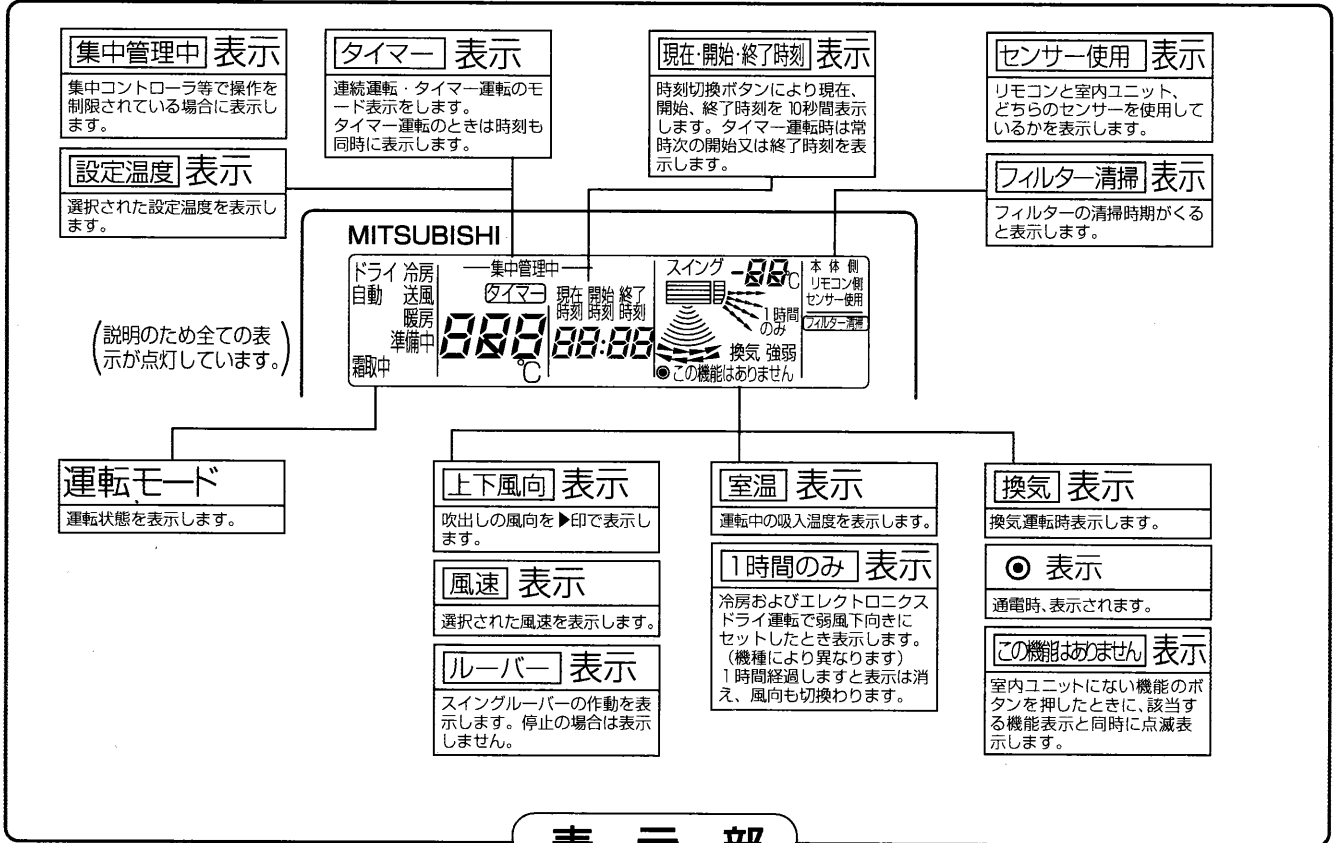 集中管理中 表示
集中コントローラ等で操作を
制限されている場合に表示し
ます。
設定温度 表示
選択された設定温度を表示し
ます。
タイマー 表示
連続運転・タイマー運転のモ
ード表示をします。
タイマー運転のときは時刻も
同時に表示します。
現在・開始・終了時刻 表示
時刻切換ボタンにより現在、
開始、終了時刻を10秒間表示
します。タイマー運転時は常
時次の開始又は終了時刻を表
示します。
センサー使用 表示
リモコンと室内ユニット、
どちらのセンサーを使用して
いるかを表示します。
フィルター清掃 表示
フィルターの清掃時期がくる
と表示します。
(説明のため全ての表
示が点灯しています。)
MITSUBISHI
ドライ 冷房
自動 送風
暖房
準備中
霜取中
集中管理中
タイマー
888
℃
現在 開始 終了
時刻 時刻 時刻
88:88
スイング -88℃
1時間
のみ
換気 強弱
◉この機能はありません
本体側
リモコン側
センサー使用
フィルター清掃
運転モード
運転状態を表示します。
上下風向 表示
吹出しの風向を▶印で表示し
ます。
風速 表示
選択された風速を表示します。
ルーバー 表示
スイングルーバーの作動を表
示します。停止の場合は表示
しません。
室温 表示
運転中の吸入温度を表示します。
1時間のみ 表示
冷房およびエレクトロニクス
ドライ運転で弱風下向きに
セットしたとき表示します。
(機種により異なります)
1時間経過しますと表示は消
え、風向も切換わります。
換気 表示
換気運転時表示します。
◉ 表示
通電時、表示されます。
この機能はありません 表示
室内ユニットにない機能のボ
タンを押したときに、該当す
る機能表示と同時に点滅表
示します。
表示部